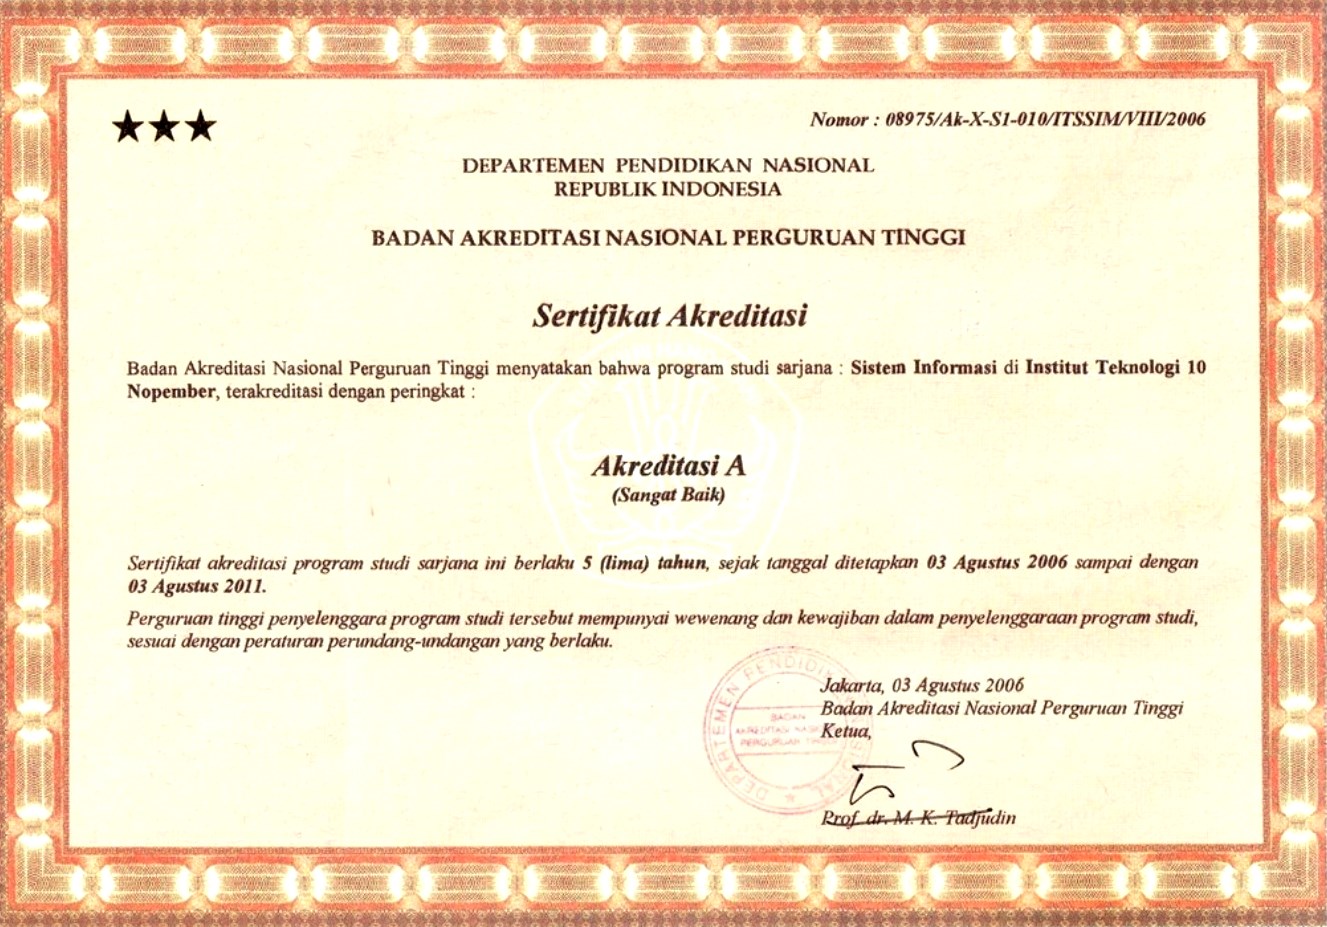 Nomor : 08975/Ak-X-S1-010/ITSSIM/VIII/2006
DEPARTEMEN PENDIDIKAN NASIONAL
REPUBLIK INDONESIA
BADAN AKREDITASI NASIONAL PERGURUAN TINGGI
Sertifikat Akreditasi
Badan Akreditasi Nasional Perguruan Tinggi menyatakan bahwa program studi sarjana : Sistem Informasi di Institut Teknologi 10
Nopember, terakreditasi dengan peringkat :
Akreditasi A
(Sangat Baik)
Sertifikat akreditasi program studi sarjana ini berlaku 5 (lima) tahun, sejak tanggal ditetapkan 03 Agustus 2006 sampai dengan
03 Agustus 2011.
Perguruan tinggi penyelenggara program studi tersebut mempunyai wewenang dan kewajiban dalam penyelenggaraan program studi,
sesuai dengan peraturan perundang-undangan yang berlaku.
Jakarta, 03 Agustus 2006
Badan Akreditasi Nasional Perguruan Tinggi
Ketua,
Prof. dr. M. K. Tadjudin
DEPARTEMEN PENDIDIKAN
BADAN
AKREDITASI
PERGURUAN